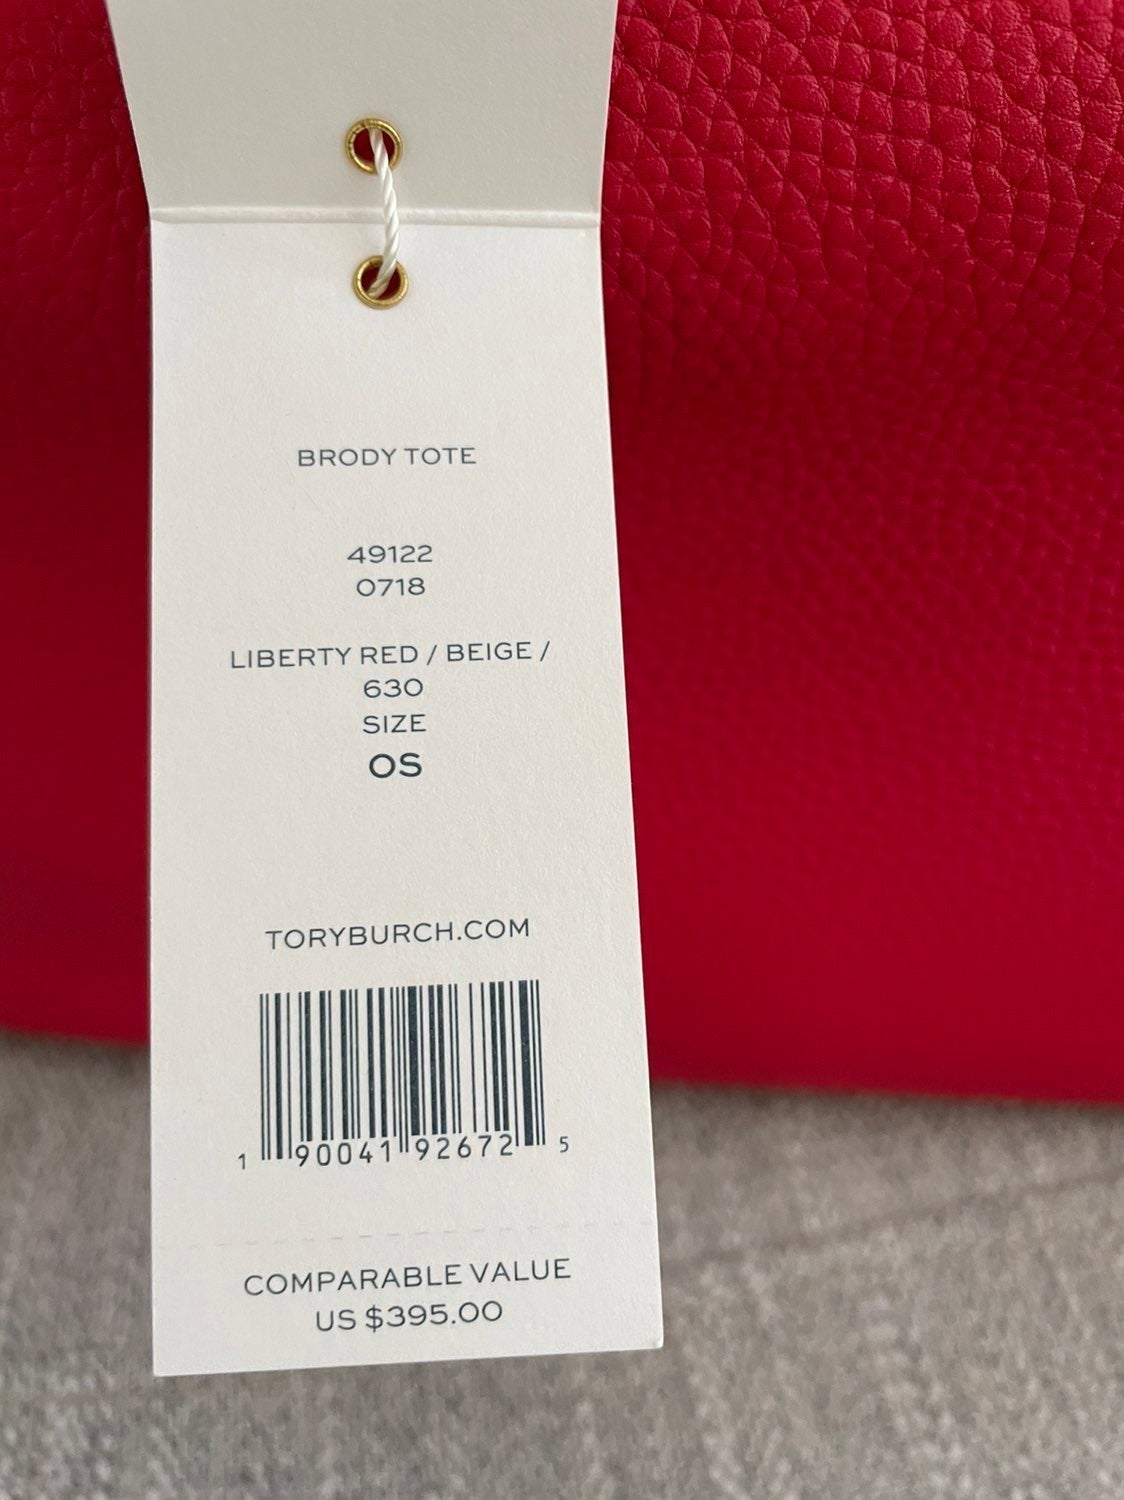 BRODY TOTE
49122
0718
LIBERTY RED / BEIGE /
630
SIZE
OS
TORYBURCH.COM
1 90041 92672 5
COMPARABLE VALUE
US $395.00